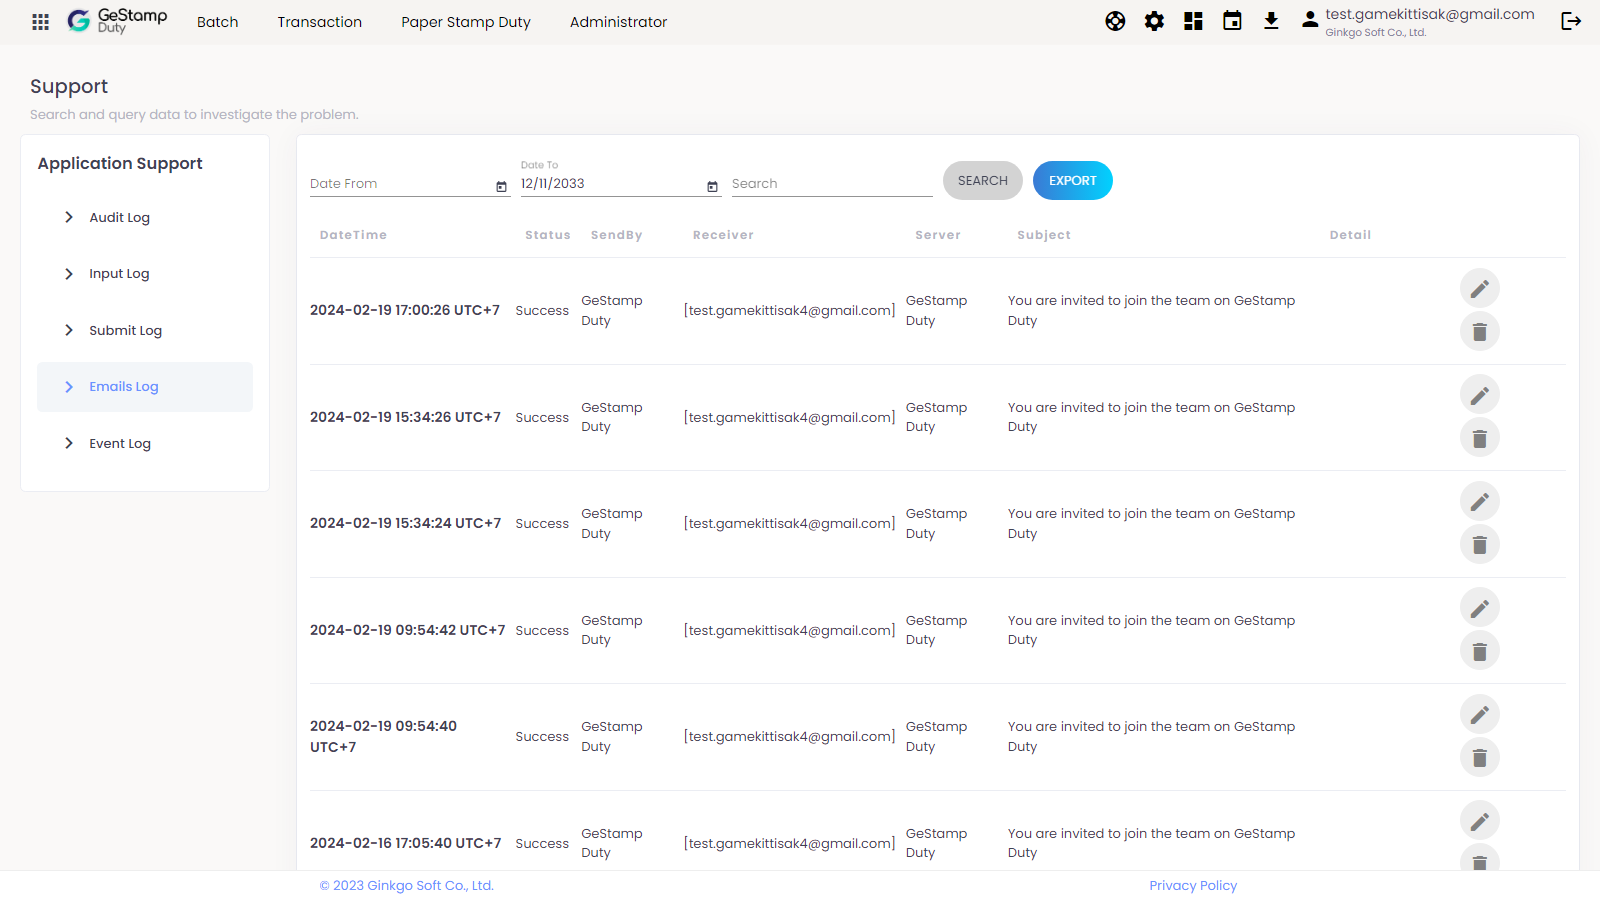 GeStamp
Duty
Batch
Transaction
Paper Stamp Duty
Administrator
test.gamekittisak@gmail.com
Ginkgo Soft Co., Ltd.
Support
Search and query data to investigate the problem.
Application Support
Audit Log
Input Log
Submit Log
Emails Log
Event Log
Date From
Date To
12/11/2033
Search
SEARCH
EXPORT
DateTime Status SendBy Receiver Server Subject Detail
2024-02-19 17:00:26 UTC+7 Success GeStamp Duty [test.gamekittisak4@gmail.com] GeStamp Duty You are invited to join the team on GeStamp Duty
2024-02-19 15:34:26 UTC+7 Success GeStamp Duty [test.gamekittisak4@gmail.com] GeStamp Duty You are invited to join the team on GeStamp Duty
2024-02-19 15:34:24 UTC+7 Success GeStamp Duty [test.gamekittisak4@gmail.com] GeStamp Duty You are invited to join the team on GeStamp Duty
2024-02-19 09:54:42 UTC+7 Success GeStamp Duty [test.gamekittisak4@gmail.com] GeStamp Duty You are invited to join the team on GeStamp Duty
2024-02-19 09:54:40 UTC+7 Success GeStamp Duty [test.gamekittisak4@gmail.com] GeStamp Duty You are invited to join the team on GeStamp Duty
2024-02-16 17:05:40 UTC+7 Success GeStamp Duty [test.gamekittisak4@gmail.com] GeStamp Duty You are invited to join the team on GeStamp Duty
© 2023 Ginkgo Soft Co., Ltd.
Privacy Policy